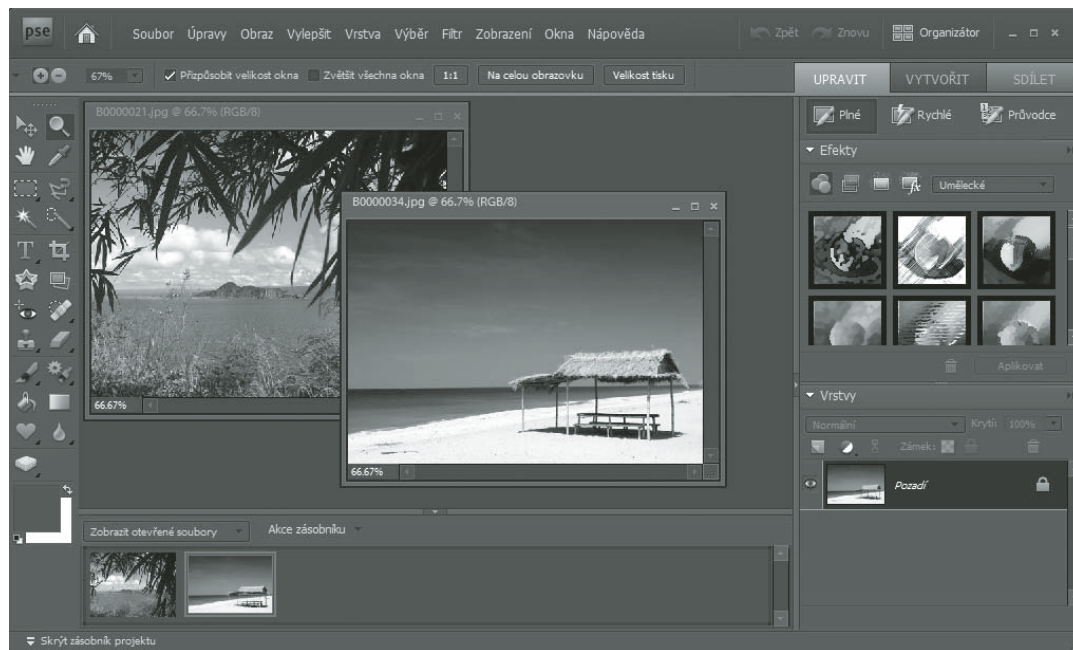 pse Soubor Úpravy Obraz Vylepšit Vrstva Výběr Filtr Zobrazení Okna Nápověda Zpět Znovu Organizátor
67% Přizpůsobit velikost okna Zvětšit všechna okna 1:1 Na celou obrazovku Velikost tisku
UPRAVIT VYTVOŘIT SDÍLET
Plné Rychlé Průvodce
B0000021.jpg @ 66.7% (RGB/8)
66.67%
B0000034.jpg @ 66.7% (RGB/8)
66.67%
Efekty
Umělecké
Aplikovat
Vrstvy
Normální Krytí: 100%
Zámek:
Pozadí
Zobrazit otevřené soubory Akce zásobníku
Skrýt zásobník projektu